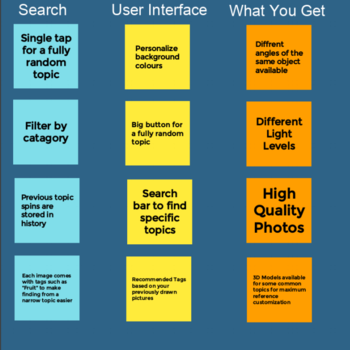 Search
User Interface
What You Get
Single tap
for a fully
random
topic
Personalize
background
colours
Diffrent
angles of the
same object
available
Filter by
catagory
Big button for
a fully random
topic
Different
Light
Levels
Previous topic
spins are
stored in
history
Search
bar to find
specific
topics
High
Quality
Photos
Each image comes
with tags such as
"Fruit" to make
finding from a
narrow topic easier
Recommended Tags
based on your
previously drawn
pictures
3D Models available
for some common
topics for maximum
reference
customization